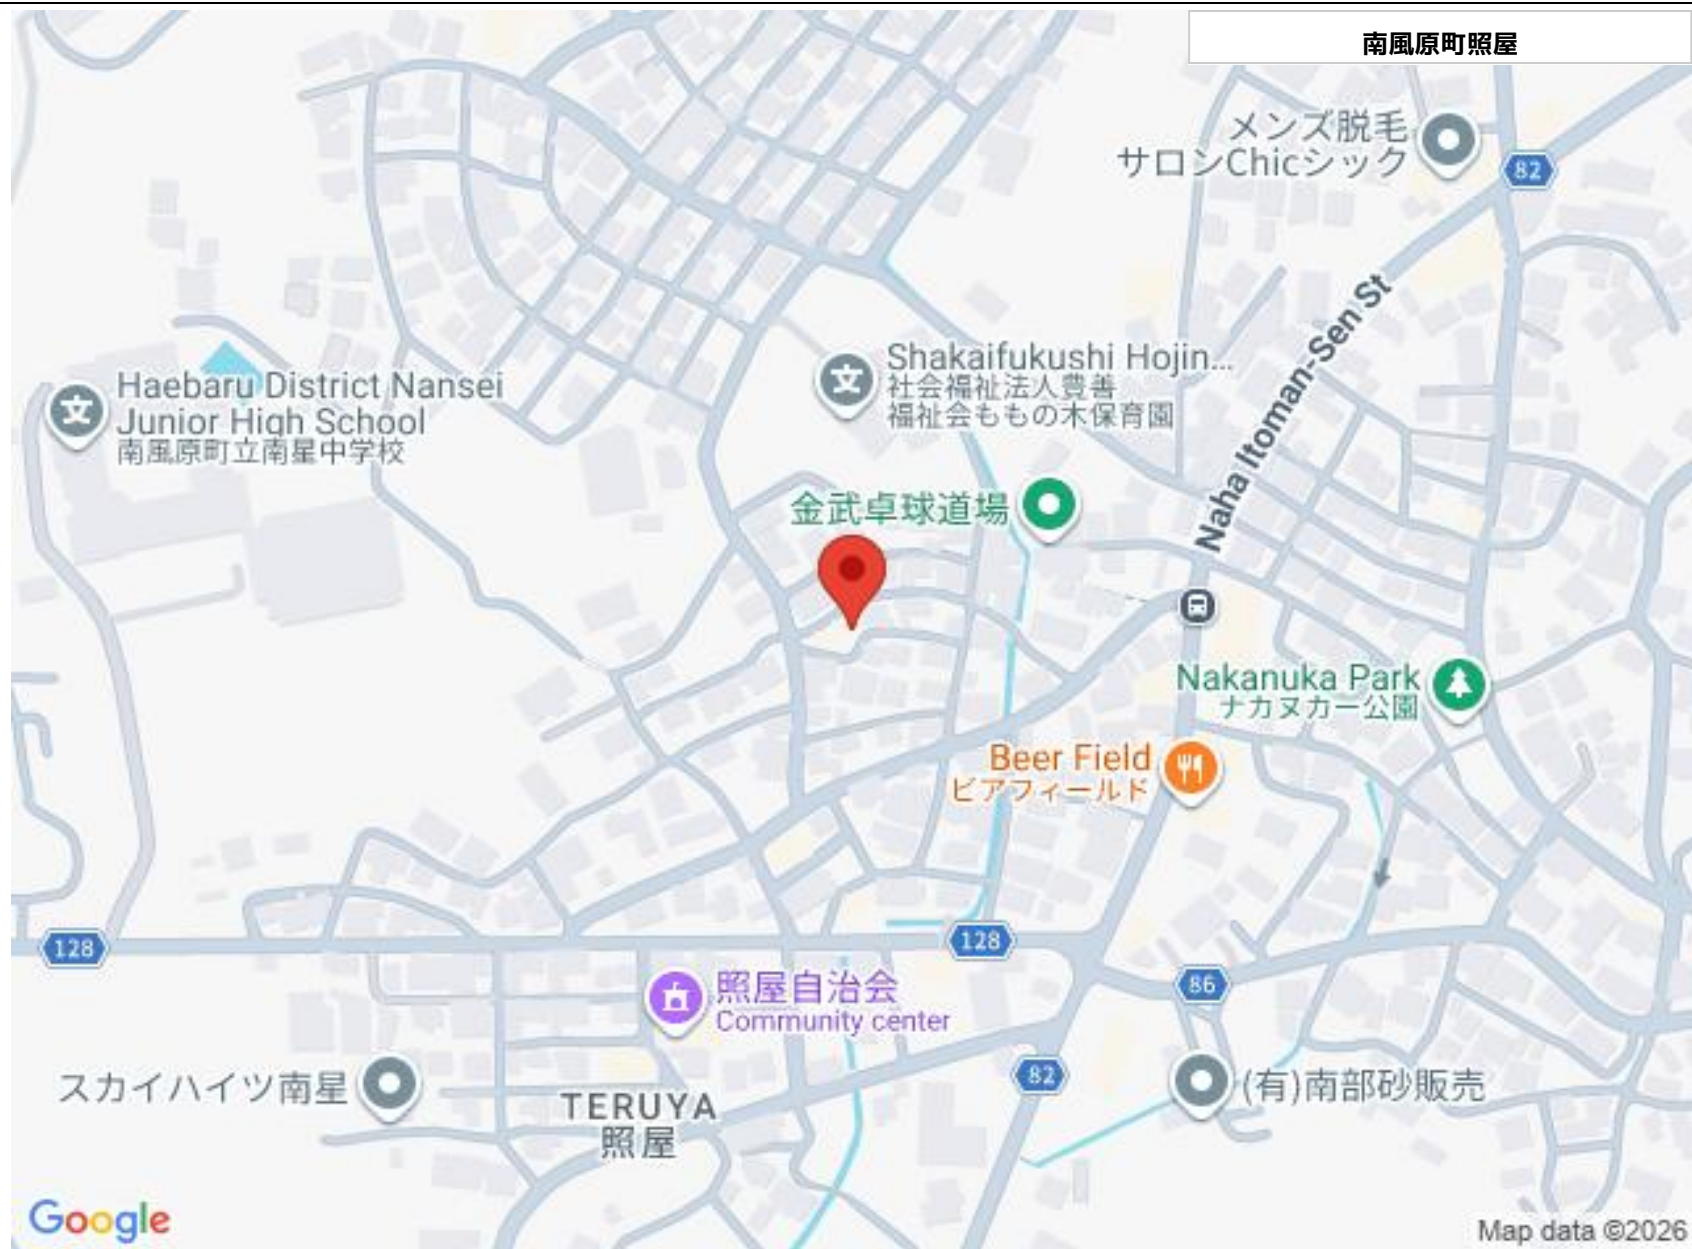 南風原町照屋
メンズ脱毛
サロンChicシック
82
Naha Itoman-Sen St
Shakaifukushi Hojin...
社会福祉法人豊善
福祉会ももの木保育園
Haebaru District Nansei
Junior High School
南風原町立南星中学校
金武卓球道場
Nakanuka Park
ナカヌカー公園
Beer Field
ビアフィールド
128
128
86
照屋自治会
Community center
82
スカイハイツ南星
(有)南部砂販売
TERUYA
照屋
Google
Map data ©2026